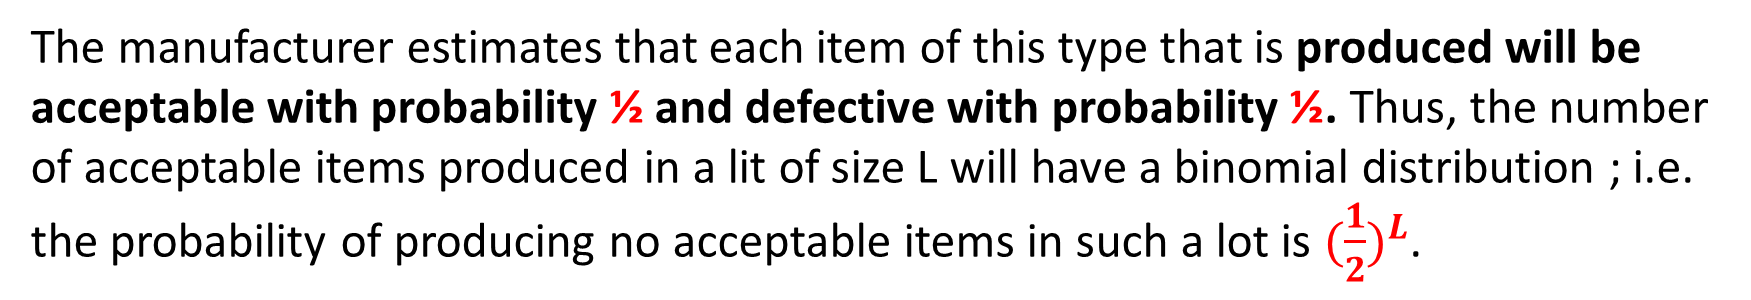 The manufacturer estimates that each item of this type that is produced will be
acceptable with probability ½ and defective with probability ½. Thus, the number
of acceptable items produced in a lit of size L will have a binomial distribution ; i.e.
the probability of producing no acceptable items in such a lot is (1/2)^L.